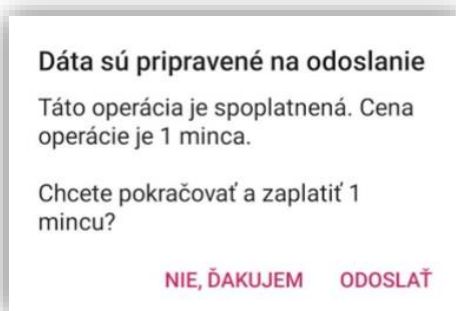 Dáta sú pripravené na odoslanie
Táto operácia je spoplatnená. Cena
operácie je 1 minca.
Chcete pokračovať a zaplatiť 1
mincu?
NIE, ĎAKUJEM ODOSLAŤ